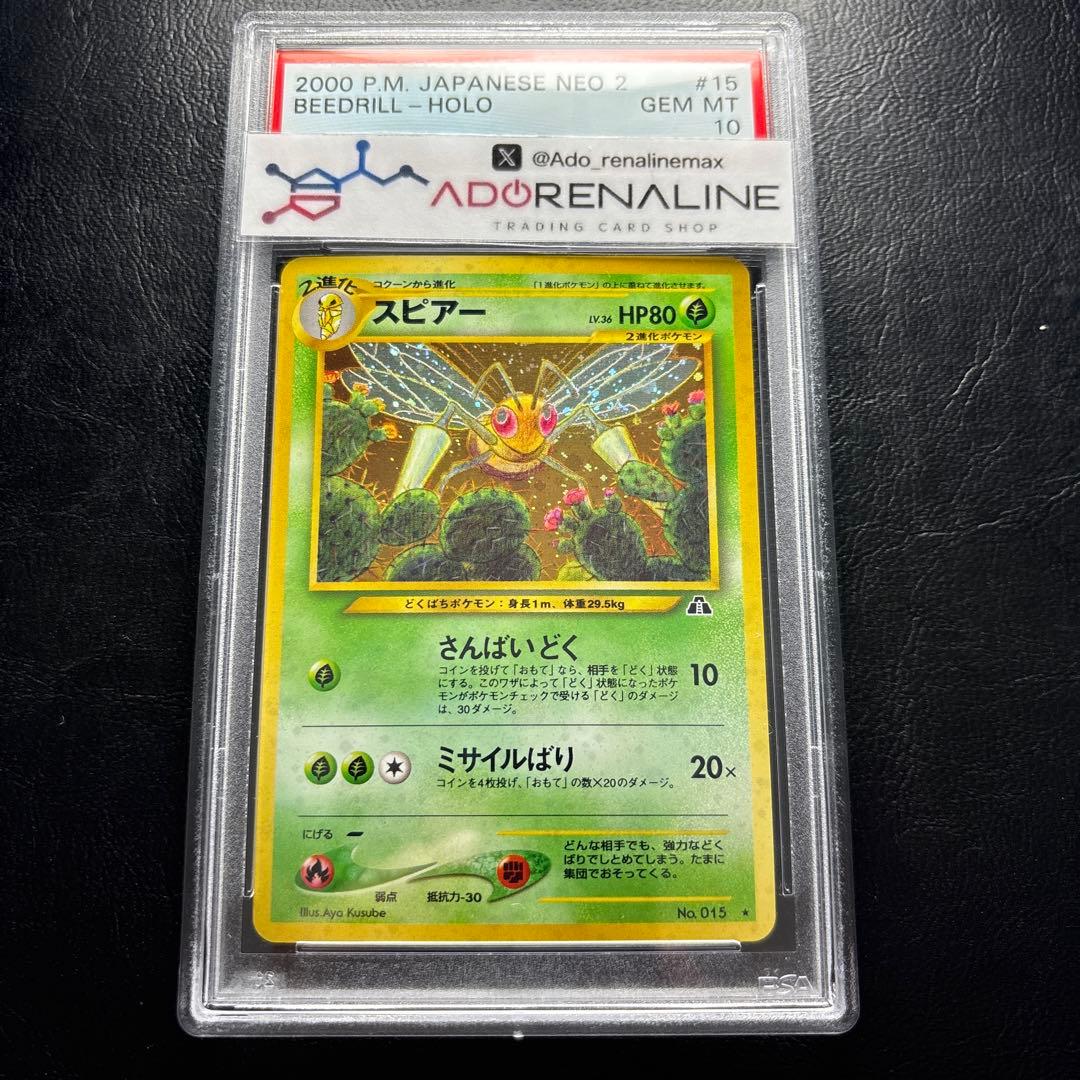 2000 P.M. JAPANESE NEO 2 #15
BEEDRILL - HOLO GEM MT
10
@Ado_renalinemax
ADORENALINE
TRADING CARD SHOP
2進化 コクーンから進化 「1進化ポケモン」の上に重ねて進化させます。
スピアー LV.36 HP80
2進化ポケモン
どくばちポケモン：身長1m、体重29.5kg
さんばいどく
コインを投げて「おもて」なら、相手を「どく」状態
にする。このワザによって「どく」状態になったポケ
モンがポケモンチェックで受ける「どく」のダメージ
は、30ダメージ。
10
ミサイルばり
コインを4枚投げ、「おもて」の数×20のダメージ。
20×
にげる
弱点 抵抗力-30
どんな相手でも、強力などく
ばりでしとめてしまう。たまに
集団でおそってくる。
Illus.Aya Kusube No. 015 ★
PSA